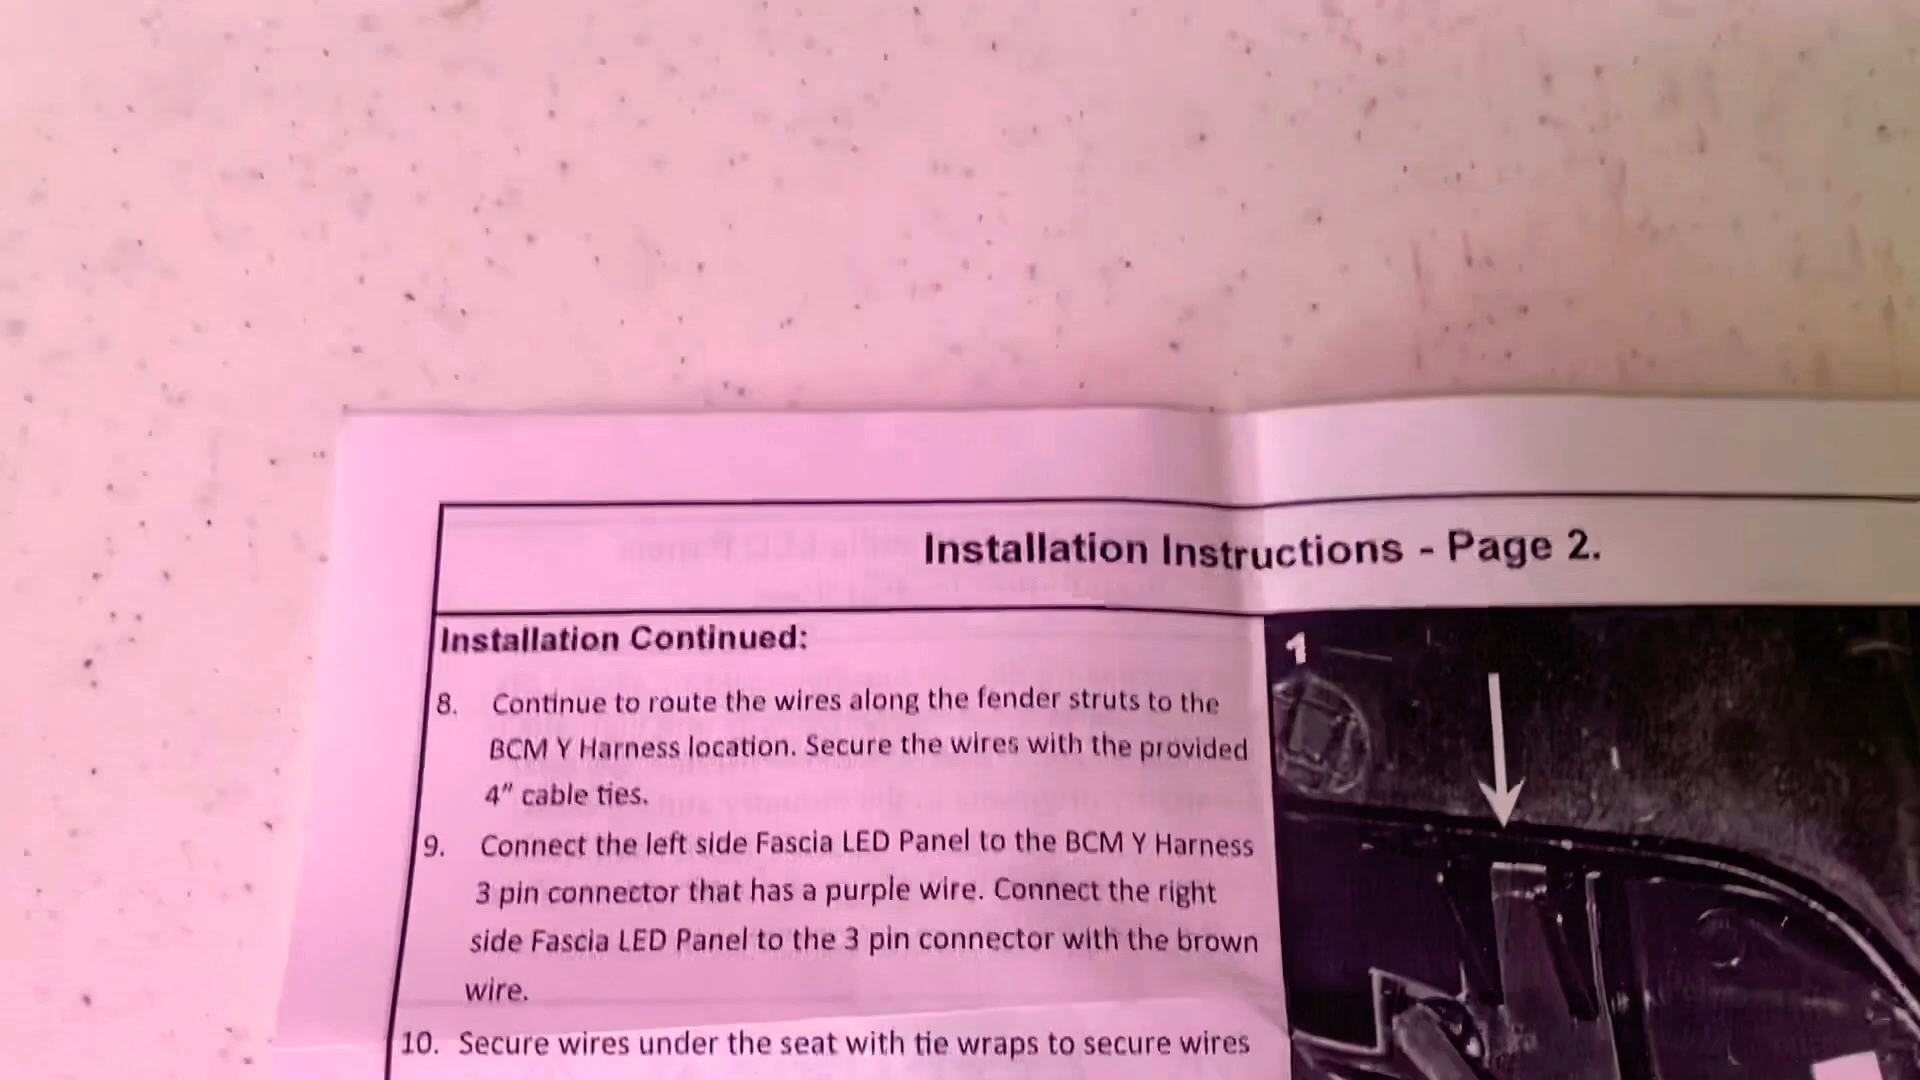 Installation Instructions - Page 2.
Installation Continued:
8. Continue to route the wires along the fender struts to the
BCM Y Harness location. Secure the wires with the provided
4" cable ties.
9. Connect the left side Fascia LED Panel to the BCM Y Harness
3 pin connector that has a purple wire. Connect the right
side Fascia LED Panel to the 3 pin connector with the brown
wire.
10. Secure wires under the seat with tie wraps to secure wires
1